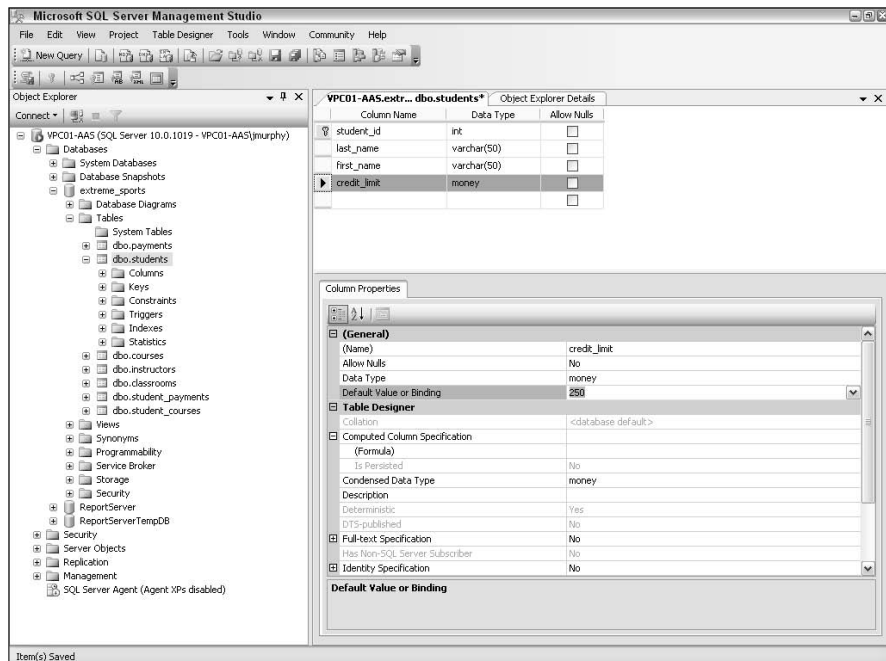 Microsoft SQL Server Management Studio
File Edit View Project Table Designer Tools Window Community Help
New Query
Object Explorer
Connect
VPC01-AAS (SQL Server 10.0.1019 - VPC01-AAS\jmurphy)
Databases
System Databases
Database Snapshots
extreme_sports
Database Diagrams
Tables
System Tables
dbo.payments
dbo.students
Columns
Keys
Constraints
Triggers
Indexes
Statistics
dbo.courses
dbo.instructors
dbo.classrooms
dbo.student_payments
dbo.student_courses
Views
Synonyms
Programmability
Service Broker
Storage
Security
ReportServer
ReportServerTempDB
Security
Server Objects
Replication
Management
SQL Server Agent (Agent XPs disabled)
VPC01-AAS.extr... dbo.students* Object Explorer Details
Column Name Data Type Allow Nulls
student_id int
last_name varchar(50)
first_name varchar(50)
credit_limit money
Column Properties
(General)
(Name) credit_limit
Allow Nulls No
Data Type money
Default Value or Binding 250
Table Designer
Collation <database default>
Computed Column Specification
(Formula)
Is Persisted No
Condensed Data Type money
Description
Deterministic Yes
DTS-published No
Full-text Specification No
Has Non-SQL Server Subscriber No
Identity Specification No
Default Value or Binding
Item(s) Saved